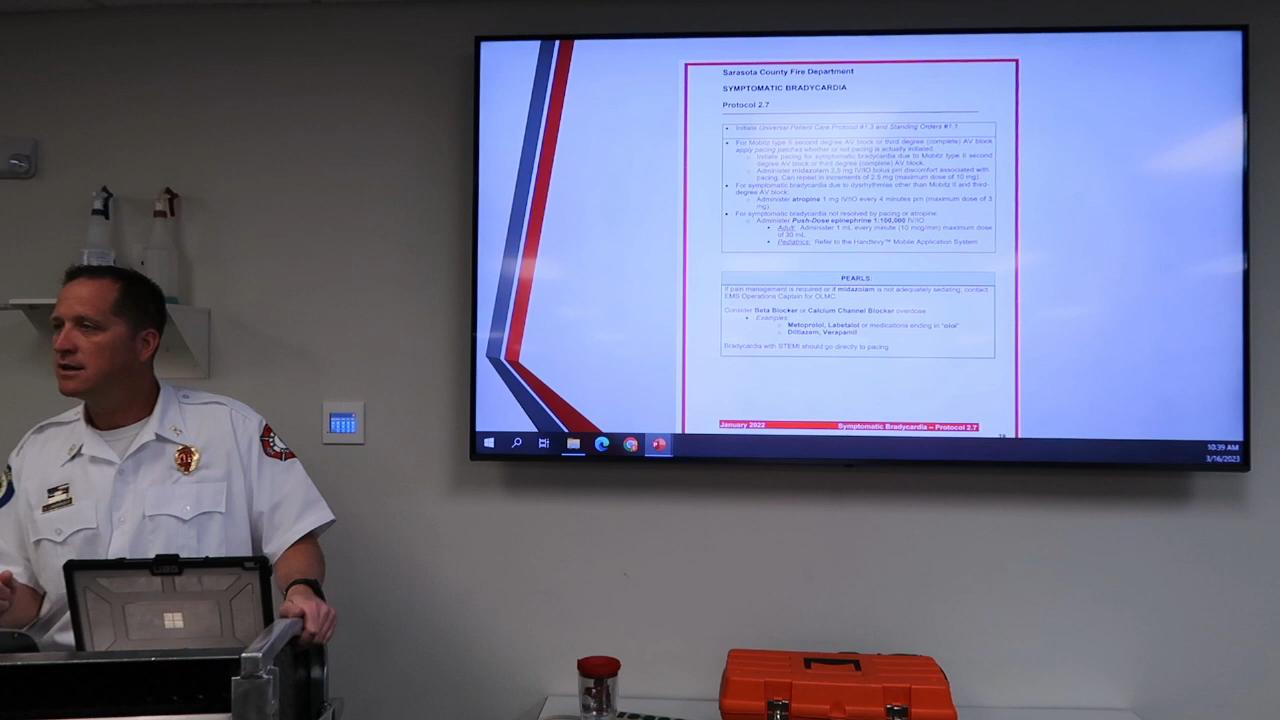 Sarasota County Fire Department
SYMPTOMATIC BRADYCARDIA
Protocol 2.7
• Initiate Universal Patient Care Protocol #1.3 and Standing Orders #1.1
• For Mobitz type II second degree AV block or third degree (complete) AV block
apply pacing patches whether or not pacing is actually initiated.
○ Initiate pacing for symptomatic bradycardia due to Mobitz type II second
degree AV block or third degree (complete) AV block.
○ Administer midazolam 2.5 mg IV/IO bolus prn discomfort associated with
pacing. Can repeat in increments of 2.5 mg (maximum dose of 10 mg)
• For symptomatic bradycardia due to dysrhythmias other than Mobitz II and third-
degree AV block:
○ Administer atropine 1 mg IV/IO every 4 minutes prn (maximum dose of 3
mg)
• For symptomatic bradycardia not resolved by pacing or atropine:
○ Administer Push-Dose epinephrine 1:100,000 IV/IO
▪ Adult: Administer 1 mL every minute (10 mcg/min) maximum dose
of 30 mL
▪ Pediatrics: Refer to the Handtevy™ Mobile Application System
PEARLS:
If pain management is required or if midazolam is not adequately sedating, contact
EMS Operations Captain for OLMC.
Consider Beta Blocker or Calcium Channel Blocker overdose
• Examples
○ Metoprolol, Labetalol or medications ending in "olol"
○ Diltiazem, Verapamil
Bradycardia with STEMI should go directly to pacing
January 2022 Symptomatic Bradycardia – Protocol 2.7
10:39 AM
3/16/2023
UAG